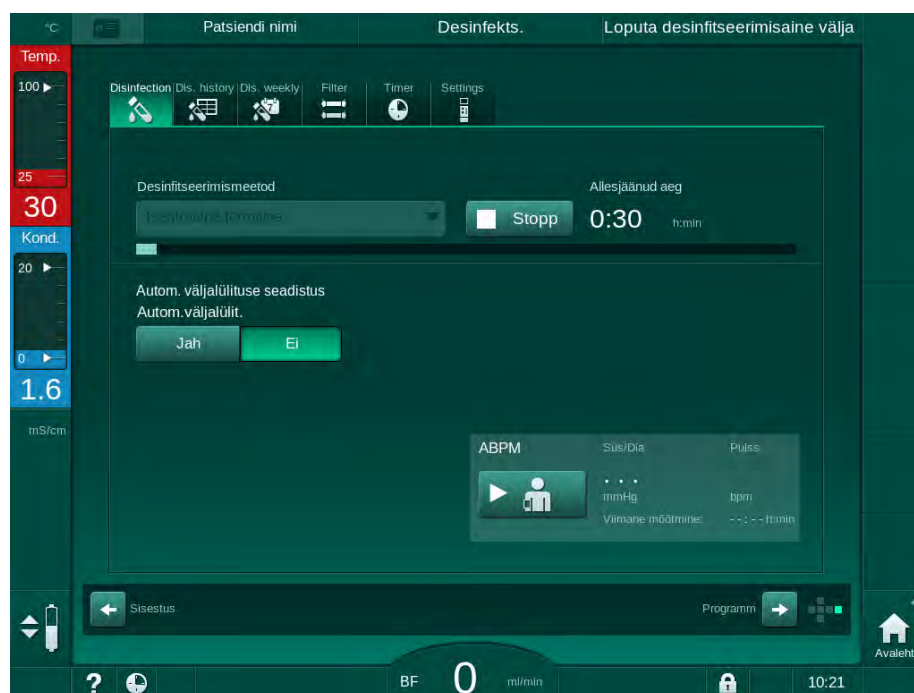 °C
Patsiendi nimi
Desinfekts.
Loputa desinfitseerimisaine välja
Temp.
100
25
30
Kond.
20
0
1.6
mS/cm
Disinfection
Dis. history
Dis. weekly
Filter
Timer
Settings
Desinfitseerimismeetod
Allesjäänud aeg
Stopp
0:30 h:min
Autom. väljalülituse seadistus
Autom.väljalülit.
Jah
Ei
ABPM
Süs/Dia
Pulss
. . .
mmHg
bpm
Viimane mõõtmine: --:-- h:min
Sisestus
Programm
Avaleht
?
BF 0 ml/min
10:21